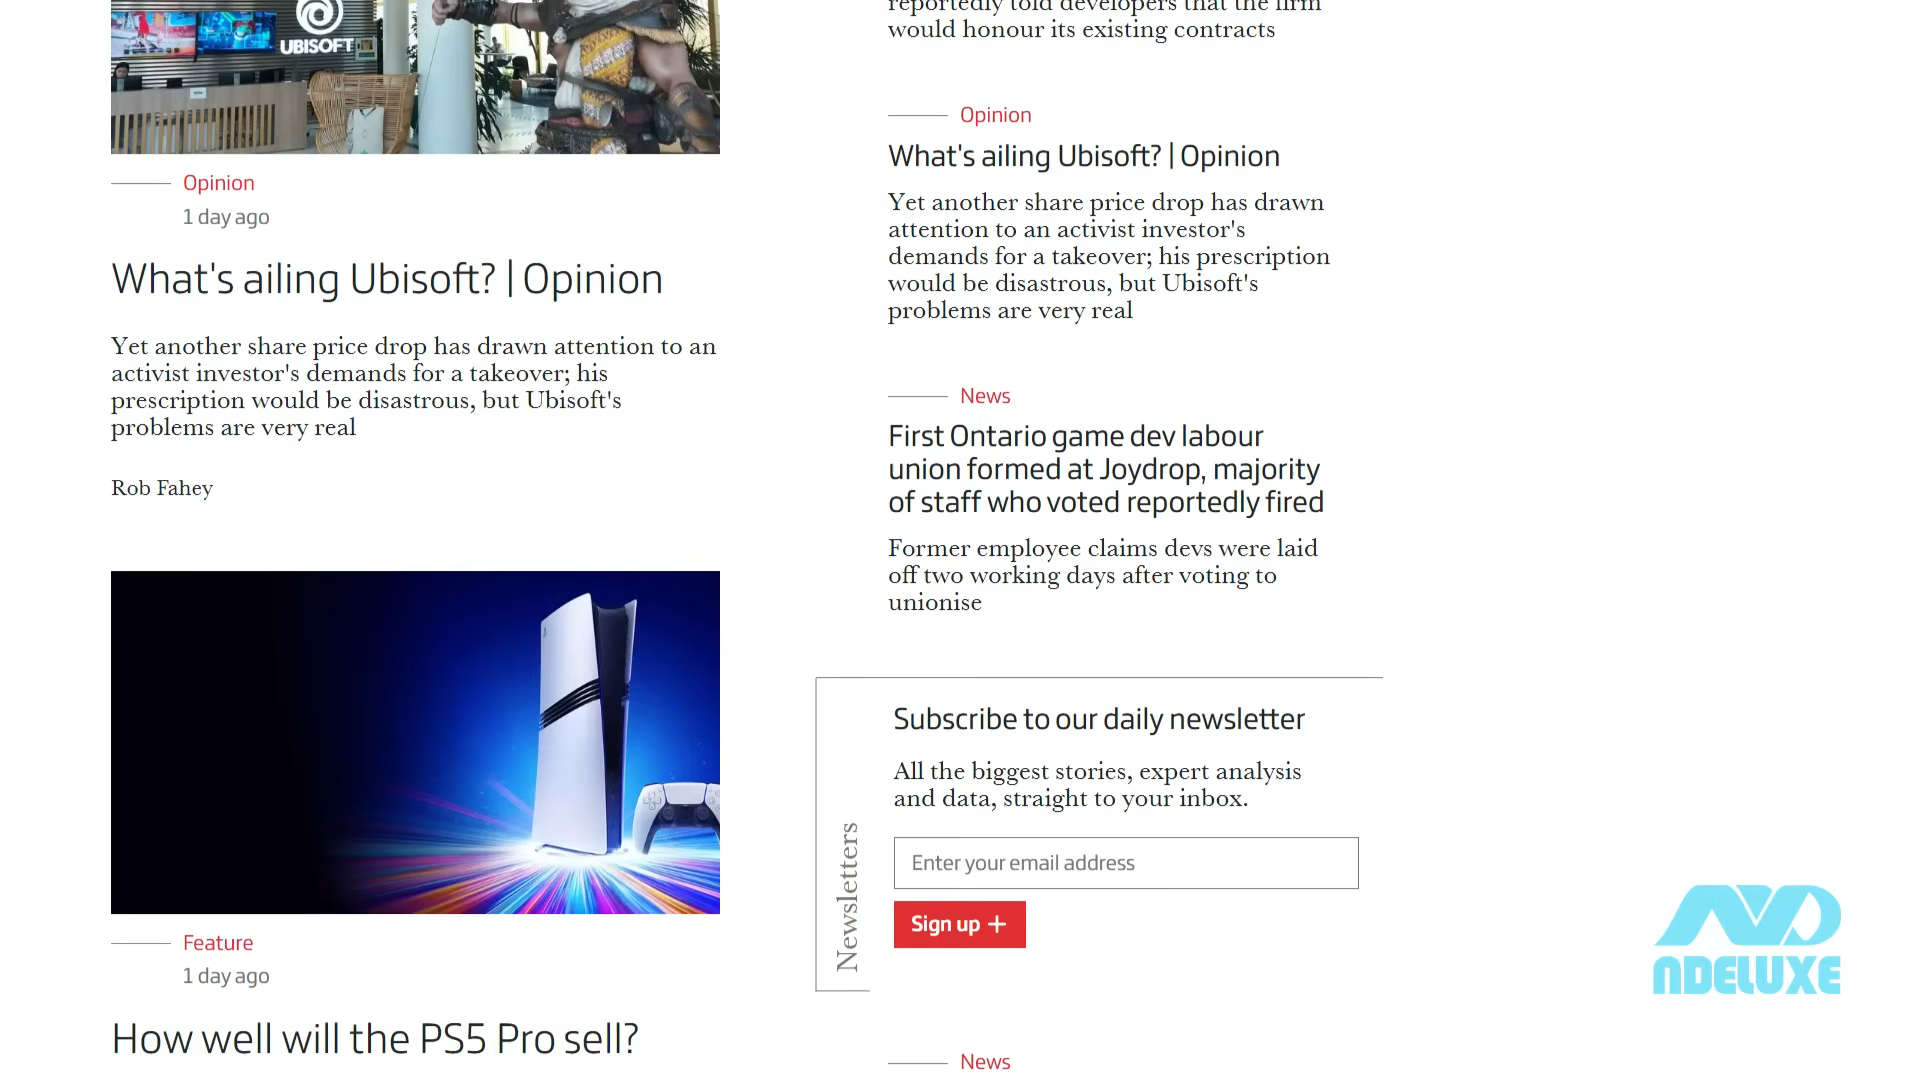 UBISOFT
Opinion
1 day ago
What's ailing Ubisoft? | Opinion
Yet another share price drop has drawn attention to an
activist investor's demands for a takeover; his
prescription would be disastrous, but Ubisoft's
problems are very real
Rob Fahey
Feature
1 day ago
How well will the PS5 Pro sell?
reportedly told developers that the firm
would honour its existing contracts
Opinion
What's ailing Ubisoft? | Opinion
Yet another share price drop has drawn
attention to an activist investor's
demands for a takeover; his prescription
would be disastrous, but Ubisoft's
problems are very real
News
First Ontario game dev labour
union formed at Joydrop, majority
of staff who voted reportedly fired
Former employee claims devs were laid
off two working days after voting to
unionise
Newsletters
Subscribe to our daily newsletter
All the biggest stories, expert analysis
and data, straight to your inbox.
Enter your email address
Sign up +
News
ND
NDELUXE